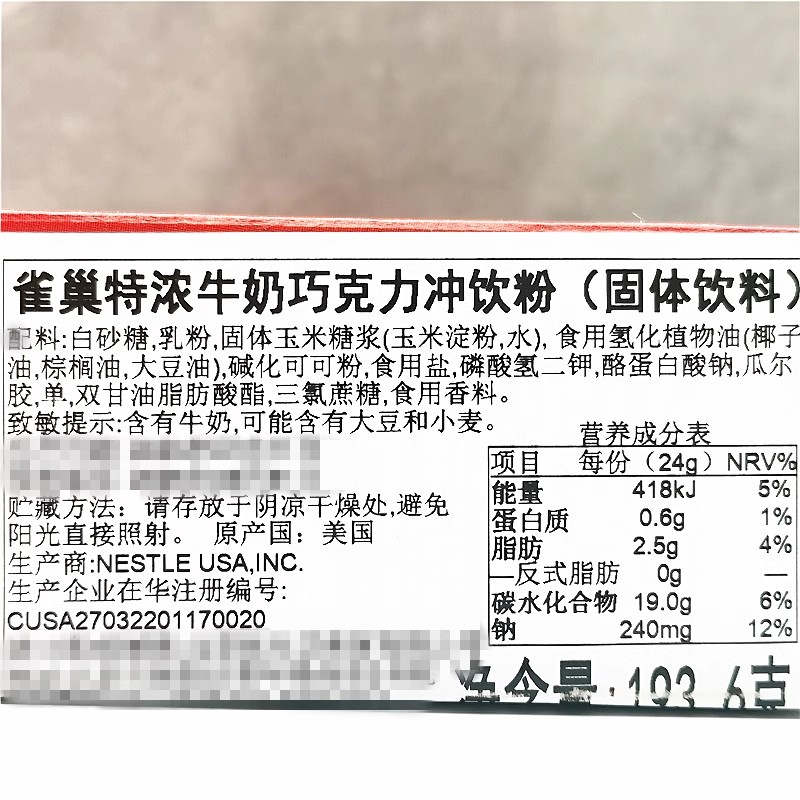 雀巢特浓牛奶巧克力冲饮粉（固体饮料）
配料:白砂糖,乳粉,固体玉米糖浆(玉米淀粉,水), 食用氢化植物油(椰子
油,棕榈油,大豆油),碱化可可粉,食用盐,磷酸氢二钾,酪蛋白酸钠,瓜尔
胶,单,双甘油脂肪酸酯,三氯蔗糖,食用香料。
致敏提示:含有牛奶,可能含有大豆和小麦。
贮藏方法：请存放于阴凉干燥处,避免
阳光直接照射。 原产国：美国
生产商:NESTLE USA,INC.
生产企业在华注册编号:
CUSA27032201170020
营养成分表
项目 每份（24g）NRV%
能量 418kJ 5%
蛋白质 0.6g 1%
脂肪 2.5g 4%
—反式脂肪 0g —
碳水化合物 19.0g 6%
钠 240mg 12%
净含量:193.6克